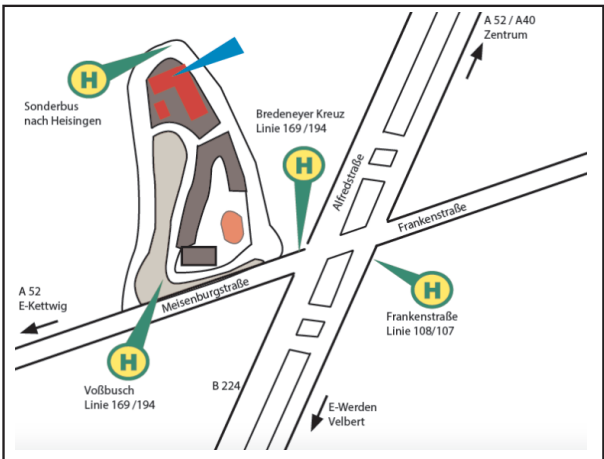 A 52 / A40
Zentrum
H
Sonderbus
nach Heisingen
Bredeneyer Kreuz
Linie 169 /194
H
Alfredstraße
Frankenstraße
A 52
E-Kettwig
Meisenburgstraße
H
Frankenstraße
Linie 108/107
H
Voßbusch
Linie 169 /194
B 224
E-Werden
Velbert